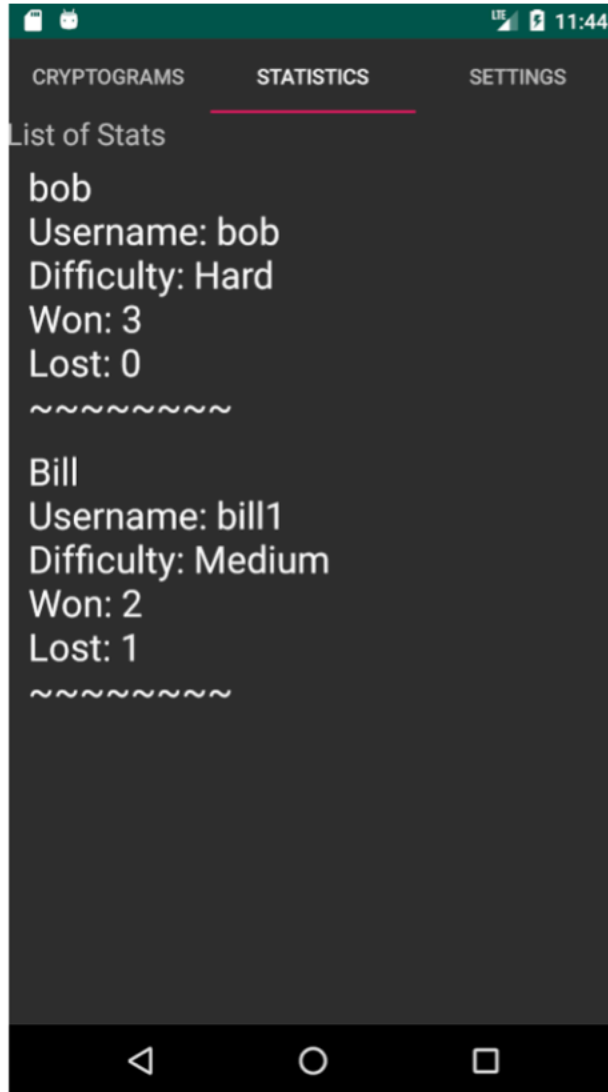 LTE 11:44
CRYPTOGRAMS STATISTICS SETTINGS
List of Stats
bob
Username: bob
Difficulty: Hard
Won: 3
Lost: 0
~~~~~~~~
Bill
Username: bill1
Difficulty: Medium
Won: 2
Lost: 1
~~~~~~~~